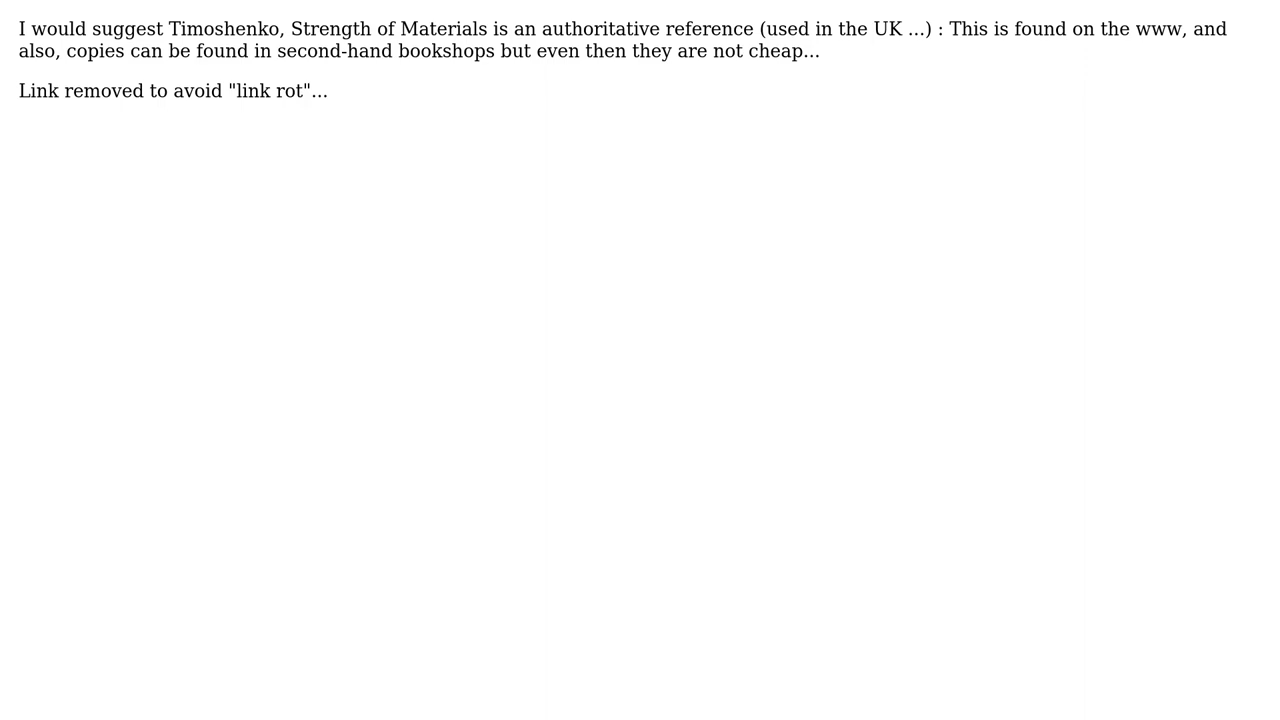 I would suggest Timoshenko, Strength of Materials is an authoritative reference (used in the UK ...) : This is found on the www, and
also, copies can be found in second-hand bookshops but even then they are not cheap...
Link removed to avoid "link rot"...